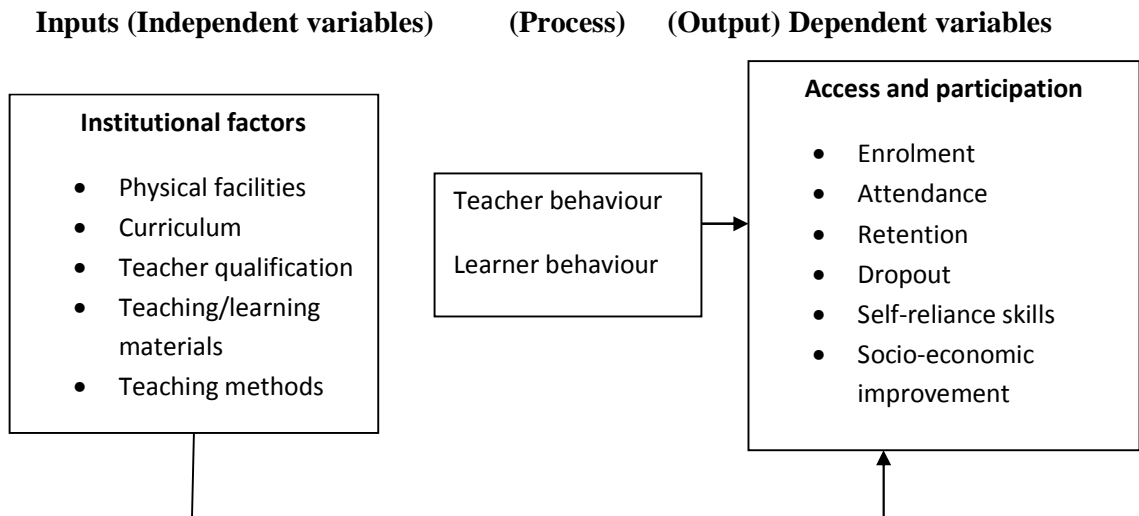 Inputs (Independent variables) (Process) (Output) Dependent variables
Institutional factors
• Physical facilities
• Curriculum
• Teacher qualification
• Teaching/learning
materials
• Teaching methods
Teacher behaviour
Learner behaviour
Access and participation
• Enrolment
• Attendance
• Retention
• Dropout
• Self-reliance skills
• Socio-economic
improvement